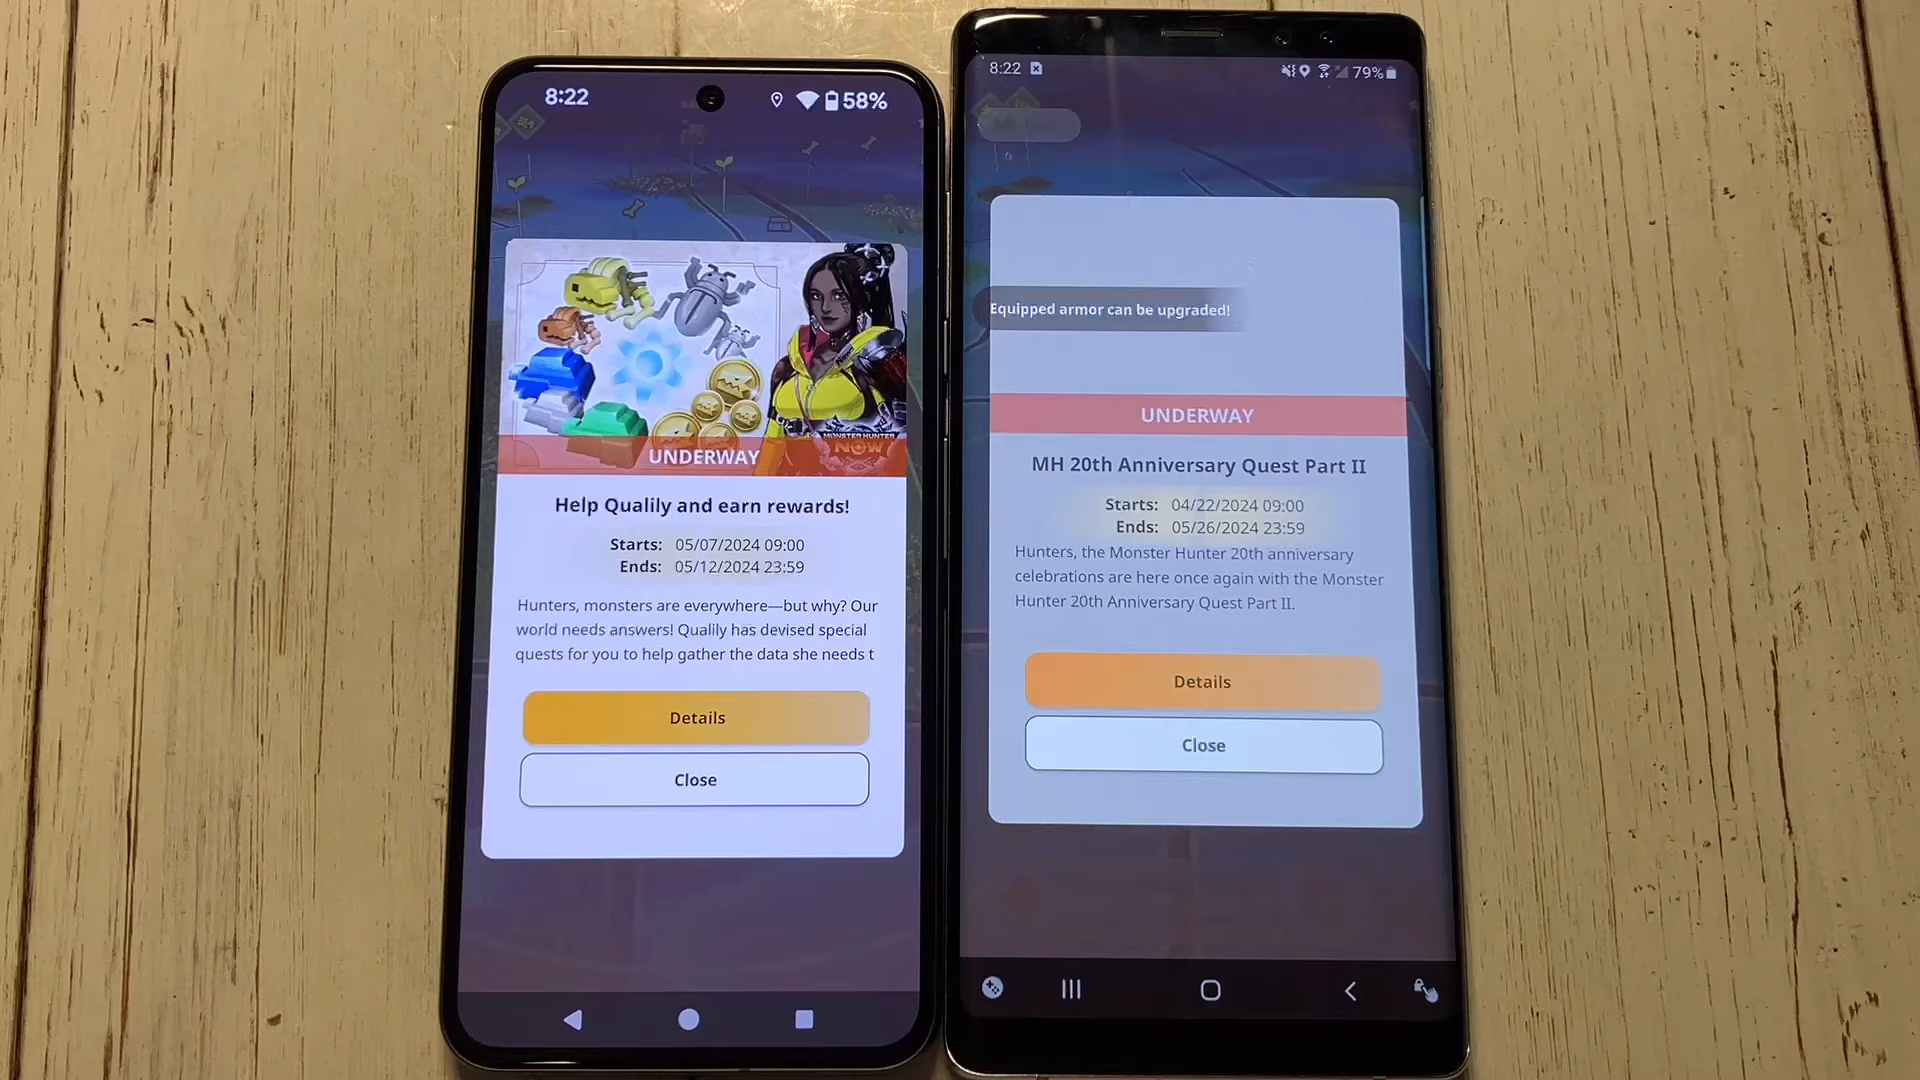 8:22
58%
MONSTER HUNTER
NOW
UNDERWAY
Help Qualily and earn rewards!
Starts: 05/07/2024 09:00
Ends: 05/12/2024 23:59
Hunters, monsters are everywhere—but why? Our
world needs answers! Qualily has devised special
quests for you to help gather the data she needs t
Details
Close
8:22
79%
Equipped armor can be upgraded!
UNDERWAY
MH 20th Anniversary Quest Part II
Starts: 04/22/2024 09:00
Ends: 05/26/2024 23:59
Hunters, the Monster Hunter 20th anniversary
celebrations are here once again with the Monster
Hunter 20th Anniversary Quest Part II.
Details
Close